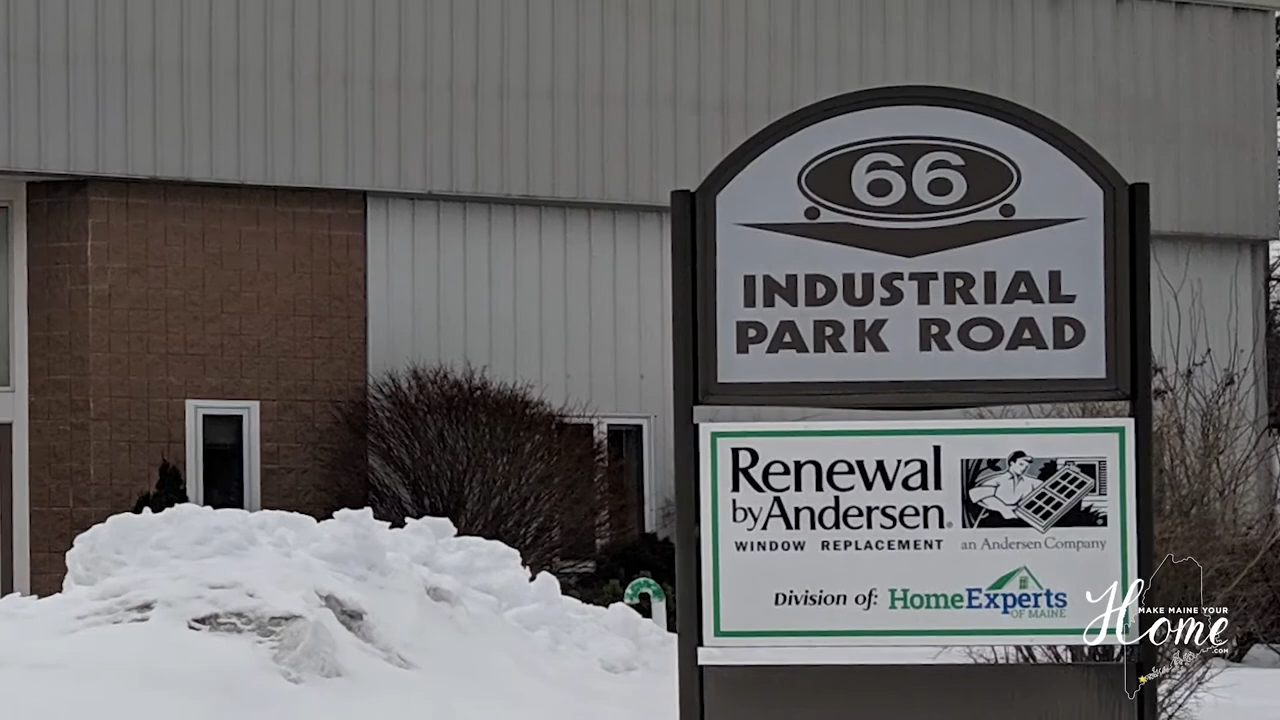 66
INDUSTRIAL
PARK ROAD
Renewal
by Andersen®
WINDOW REPLACEMENT
an Andersen Company
Division of: HomeExperts
OF MAINE
MAKE MAINE YOUR
Home
.COM